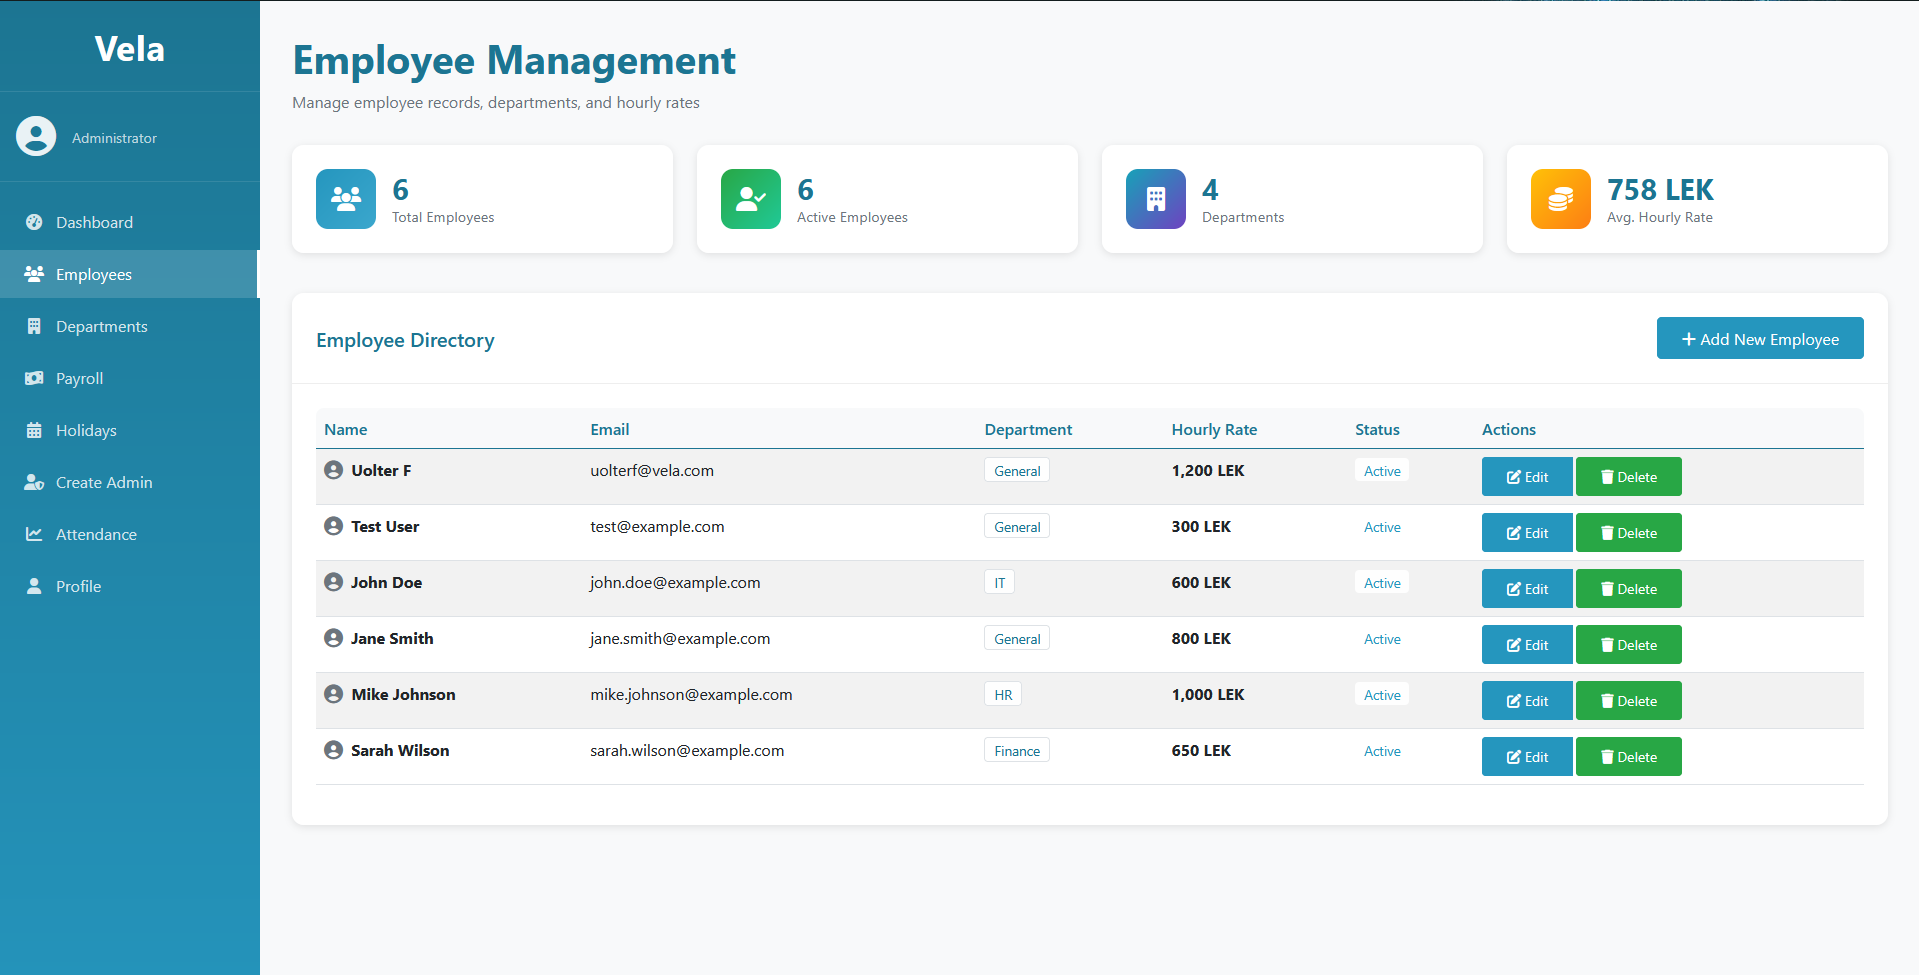 Vela
Administrator
Dashboard
Employees
Departments
Payroll
Holidays
Create Admin
Attendance
Profile
Employee Management
Manage employee records, departments, and hourly rates
6
Total Employees
6
Active Employees
4
Departments
758 LEK
Avg. Hourly Rate
Employee Directory
Add New Employee
Name Email Department Hourly Rate Status Actions
Uolter F uolterf@vela.com General 1,200 LEK Active Edit Delete
Test User test@example.com General 300 LEK Active Edit Delete
John Doe john.doe@example.com IT 600 LEK Active Edit Delete
Jane Smith jane.smith@example.com General 800 LEK Active Edit Delete
Mike Johnson mike.johnson@example.com HR 1,000 LEK Active Edit Delete
Sarah Wilson sarah.wilson@example.com Finance 650 LEK Active Edit Delete